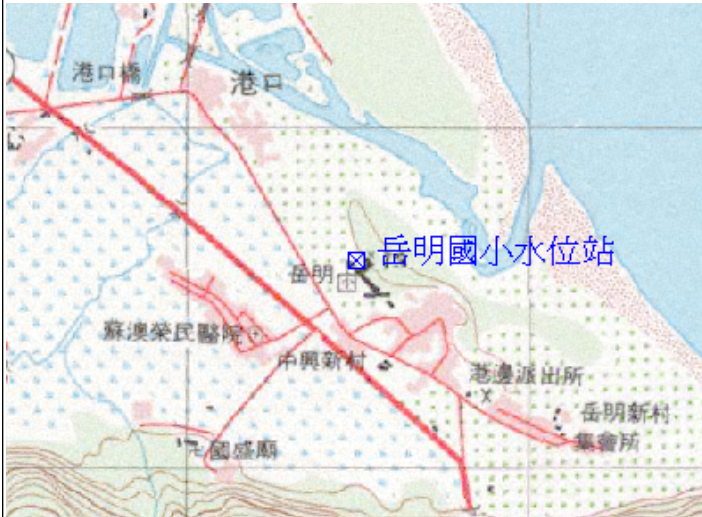 港口橋
港口
岳明國小水位站
岳明
蘇澳榮民醫院
中興新村
港邊派出所
岳明新村
集會所
國盛廟